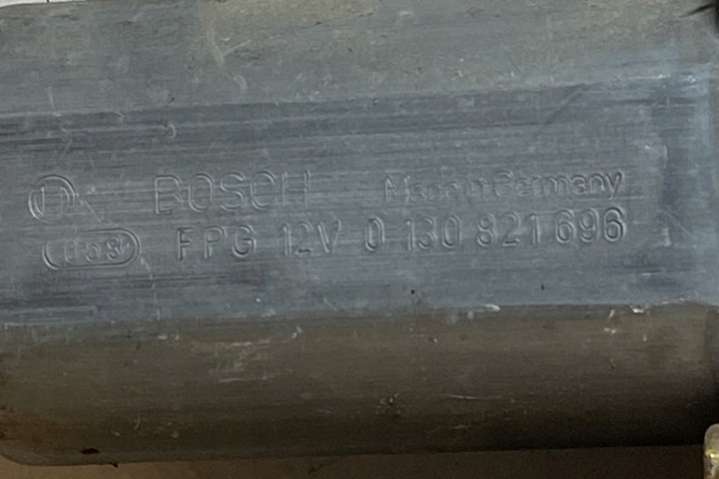 BOSCH Made in Germany
FPG 12V 0 130 821 696